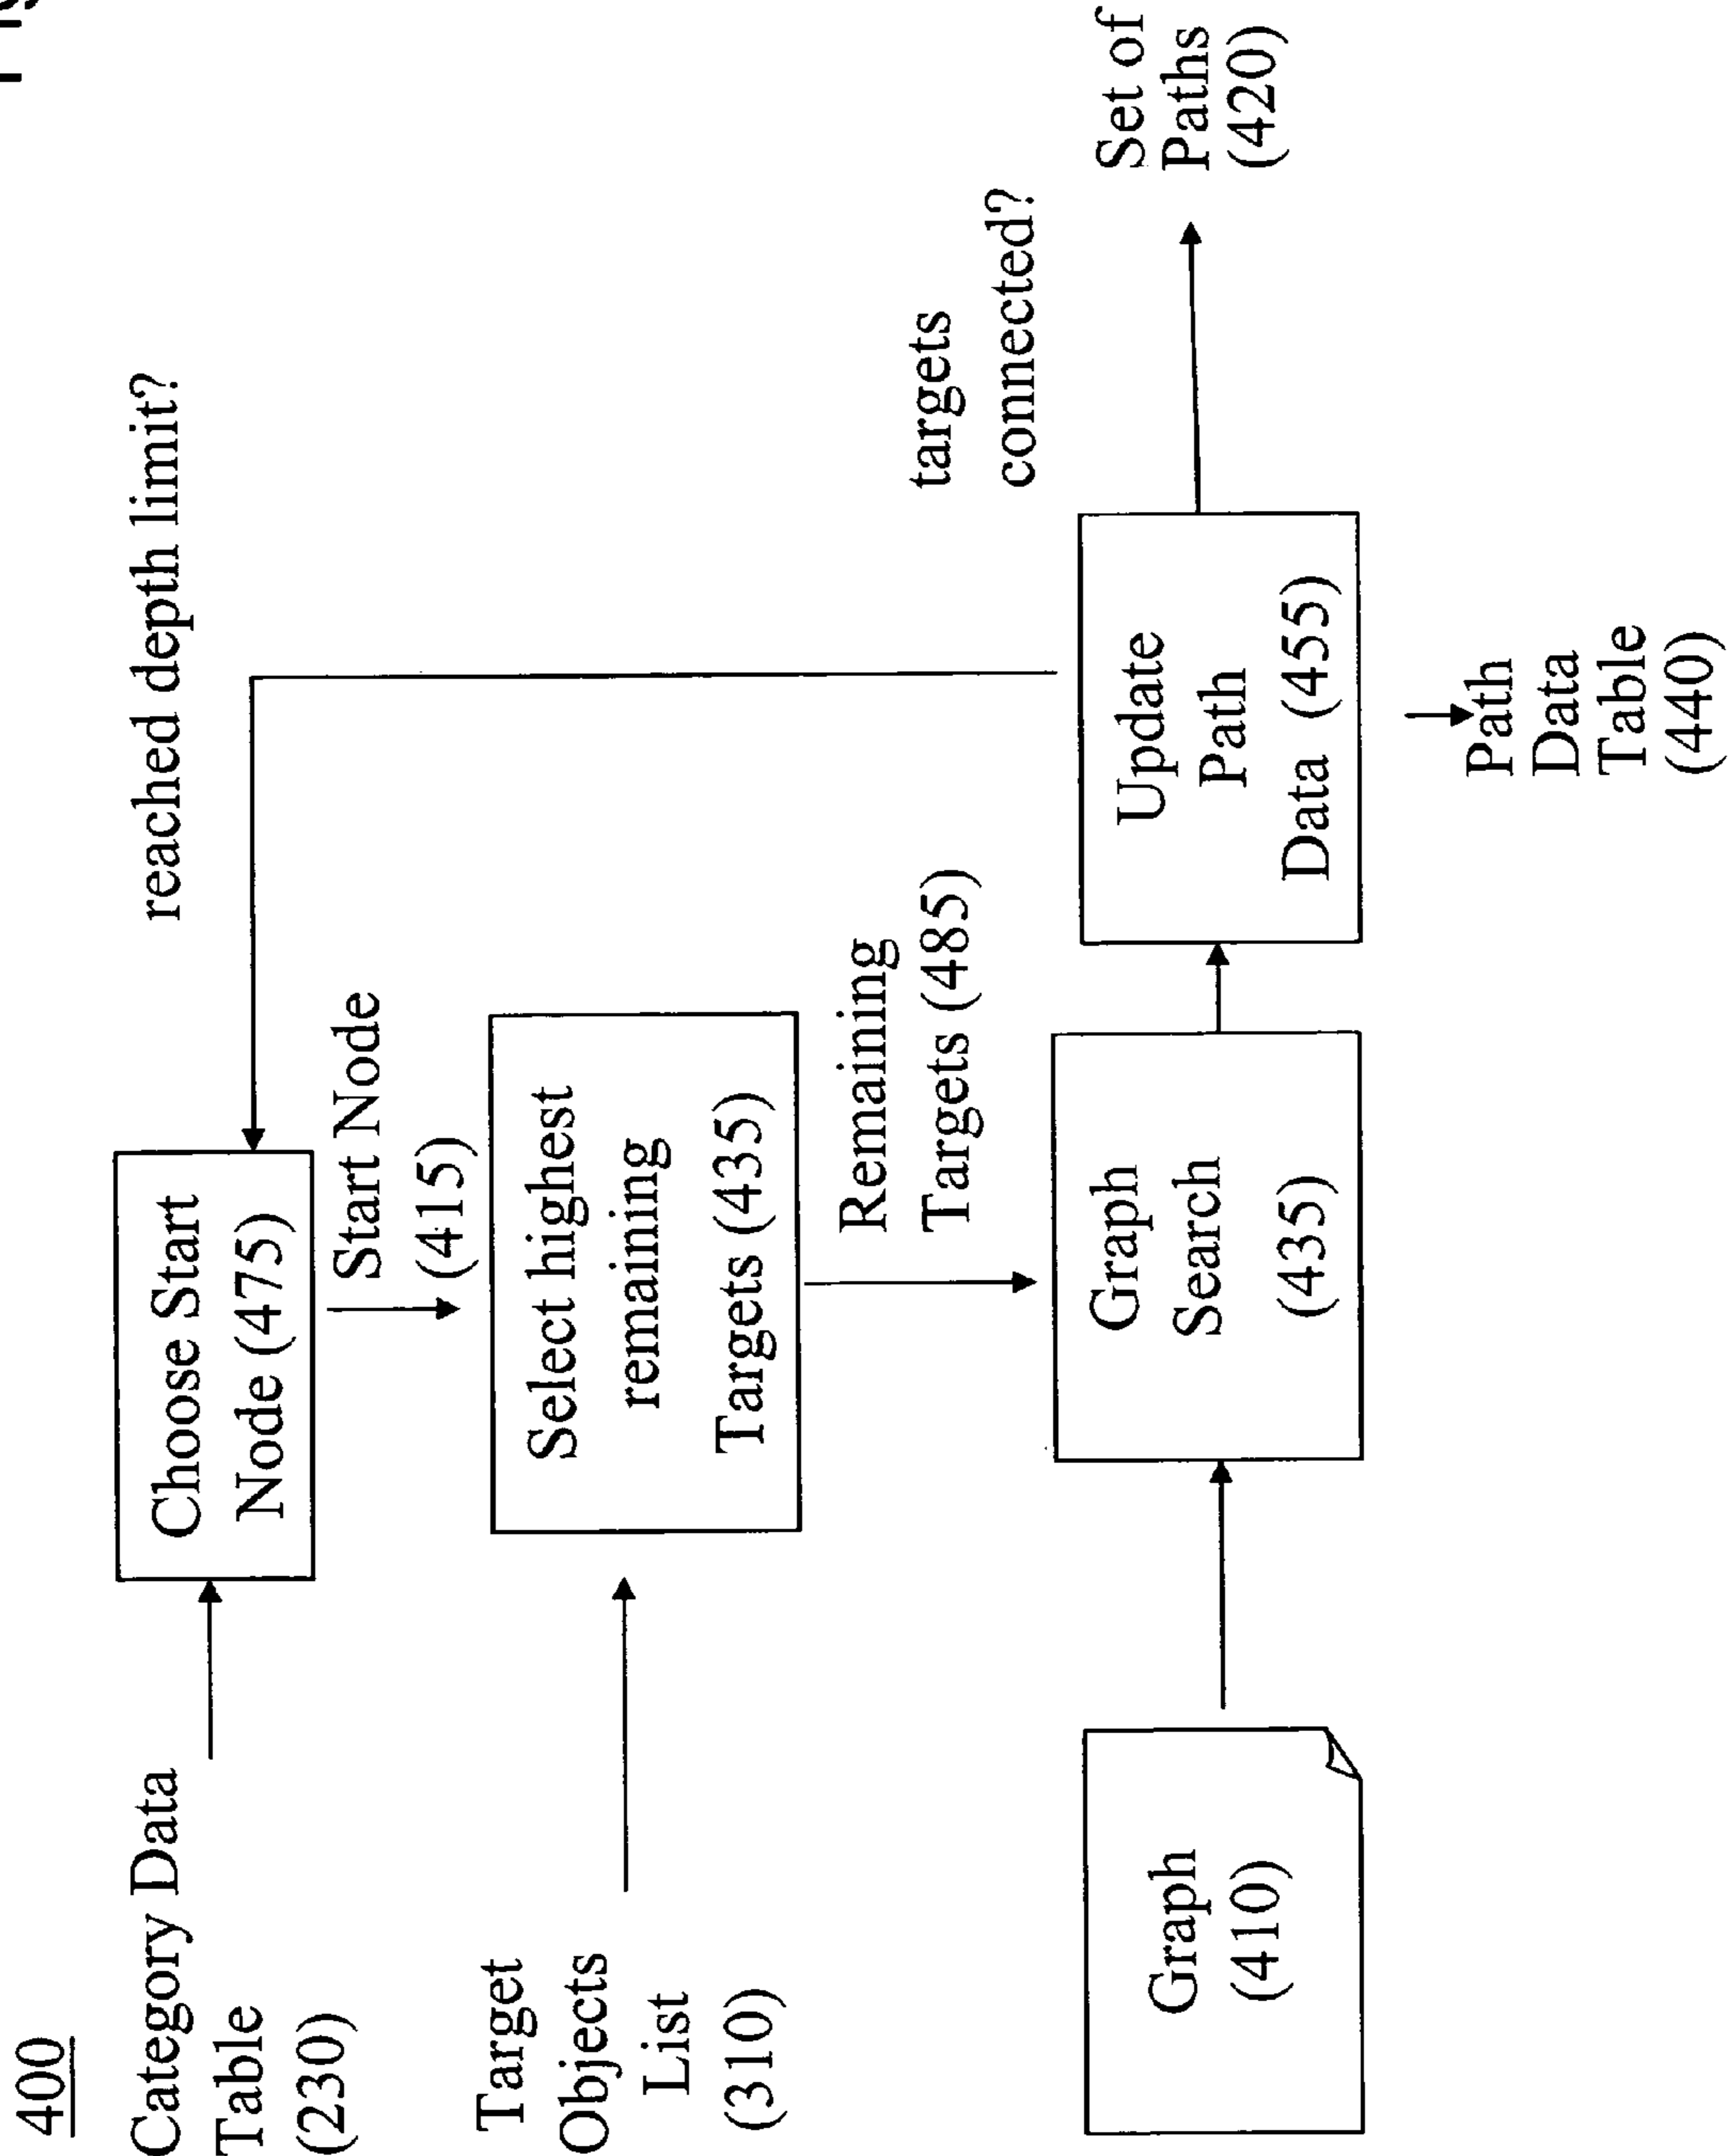 400
Category Data
Table
(230)
Choose Start
Node (475)
reached depth limit?
Start Node
(415)
Target
Objects
List
(310)
Select highest
remaining
Targets (435)
Remaining
Targets (485)
targets
connected?
Graph
(410)
Graph
Search
(435)
Update
Path
Data (455)
Set of
Paths
(420)
Path
Data
Table
(440)